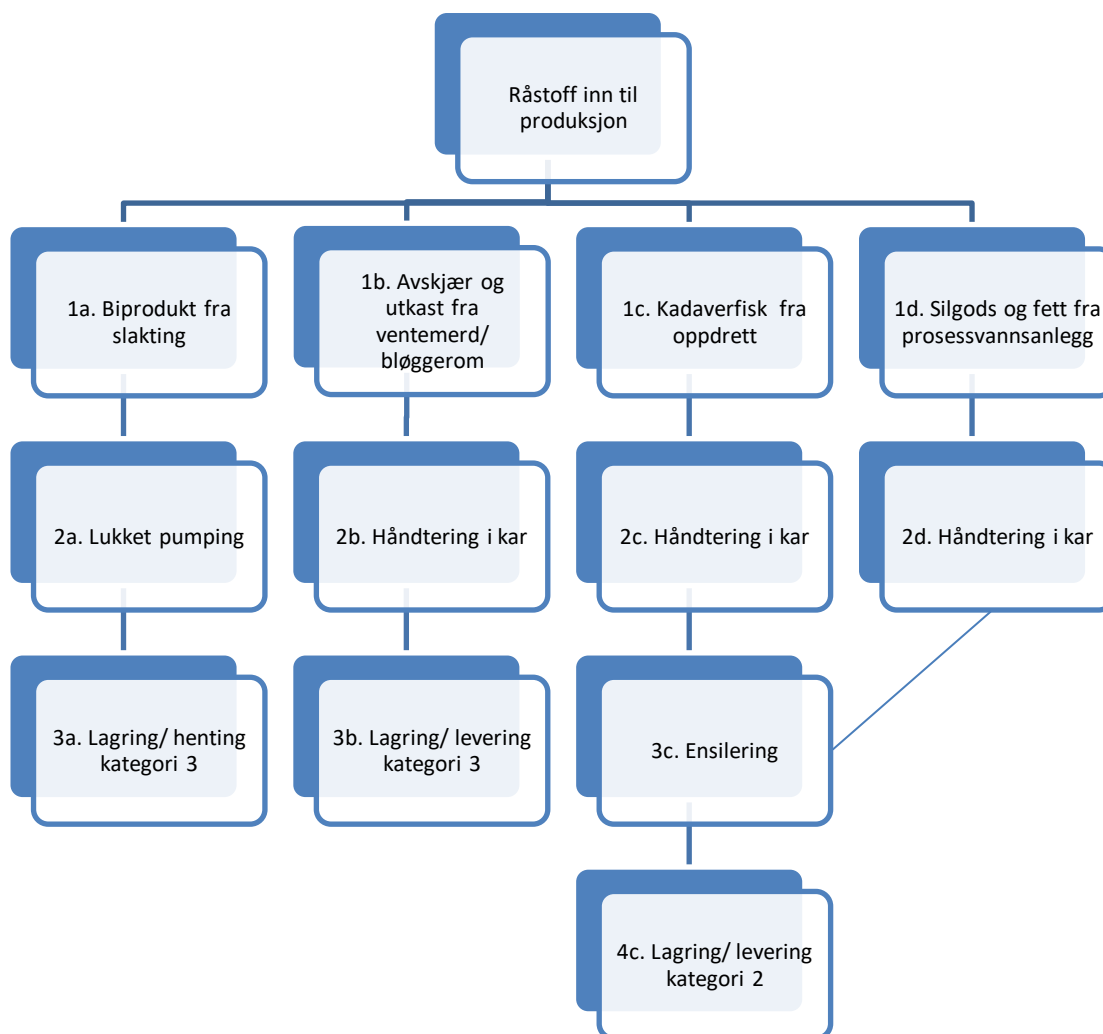 Råstoff inn til
produksjon
1a. Biprodukt fra
slakting
1b. Avskjær og
utkast fra
ventemerd/
bløggerom
1c. Kadaverfisk fra
oppdrett
1d. Silgods og fett fra
prosessvannsanlegg
2a. Lukket pumping
2b. Håndtering i kar
2c. Håndtering i kar
2d. Håndtering i kar
3a. Lagring/ henting
kategori 3
3b. Lagring/ levering
kategori 3
3c. Ensilering
4c. Lagring/ levering
kategori 2